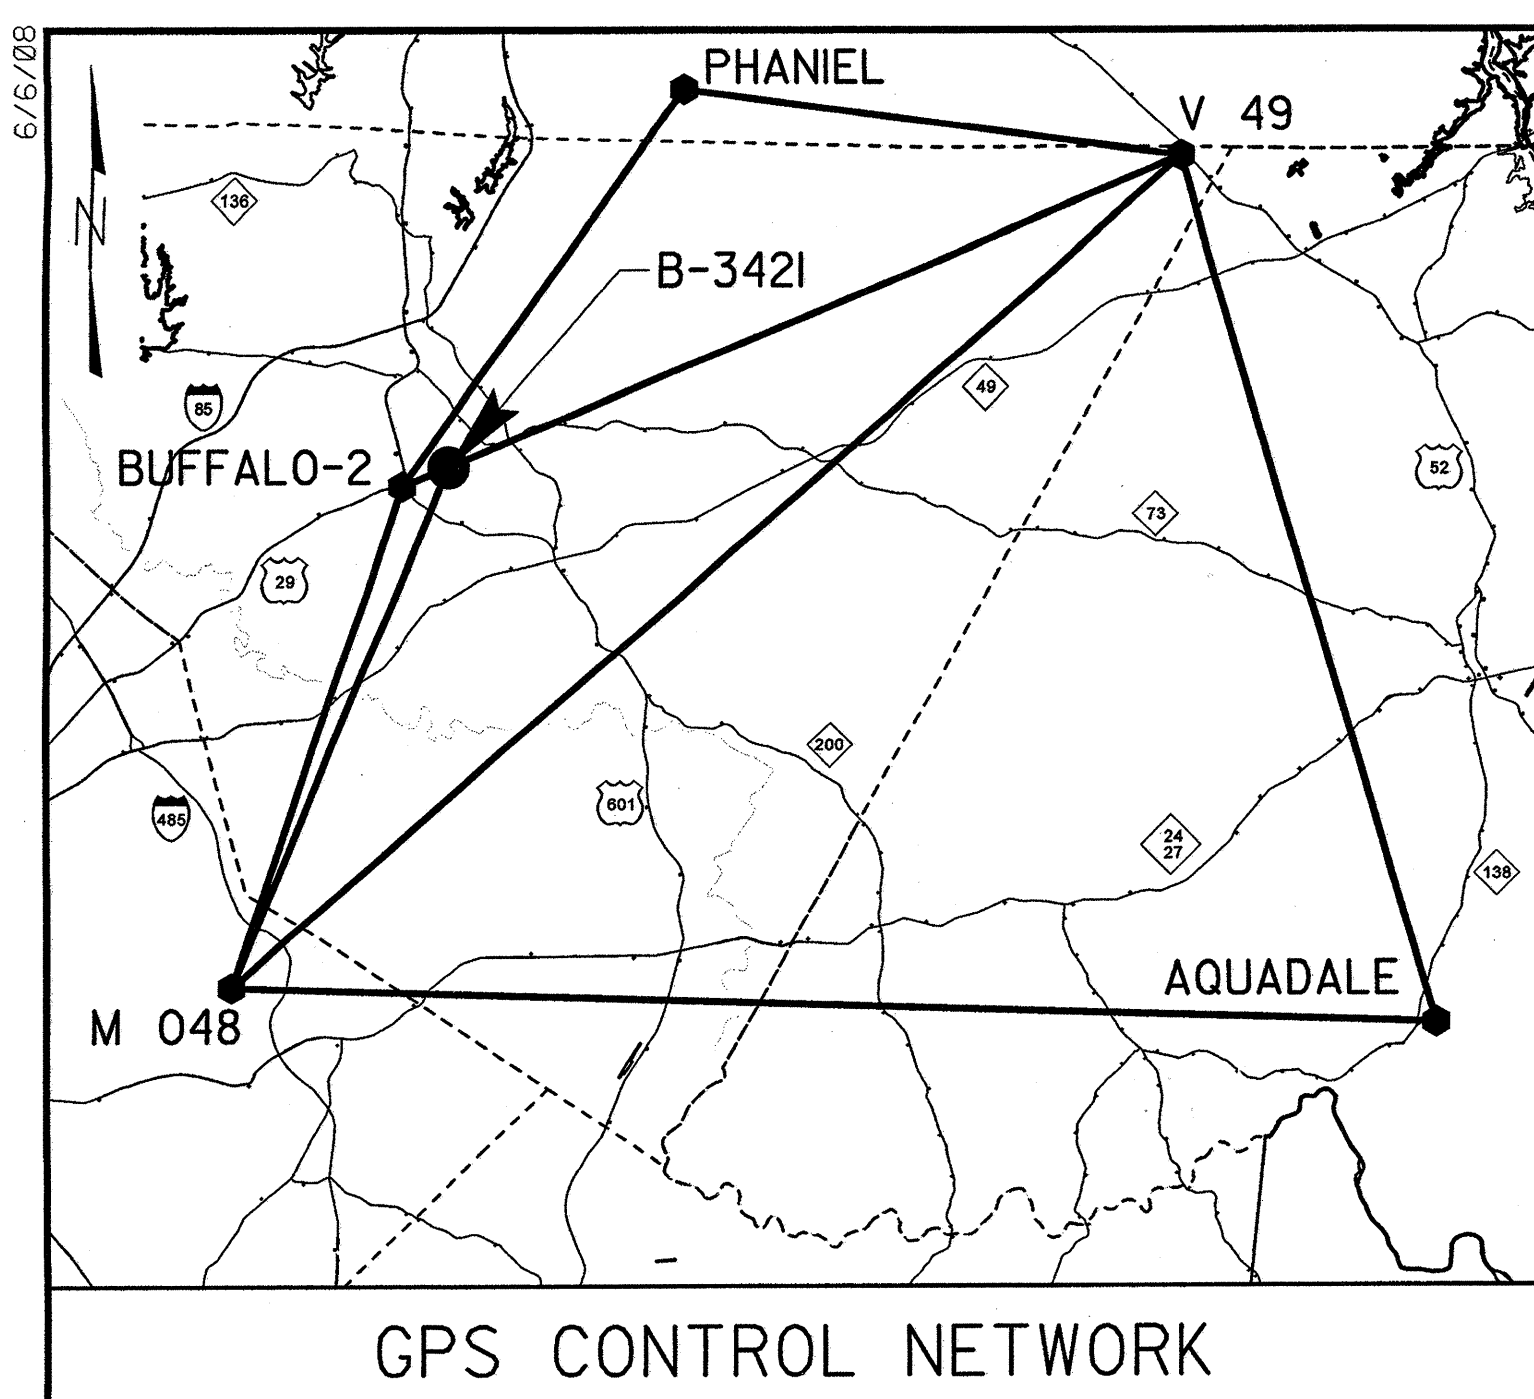 6/6/08
PHANIEL
V 49
136
N
B-3421
85
49
BUFFALO-2
52
73
29
200
601
485
24
27
138
AQUADALE
M 048
GPS CONTROL NETWORK